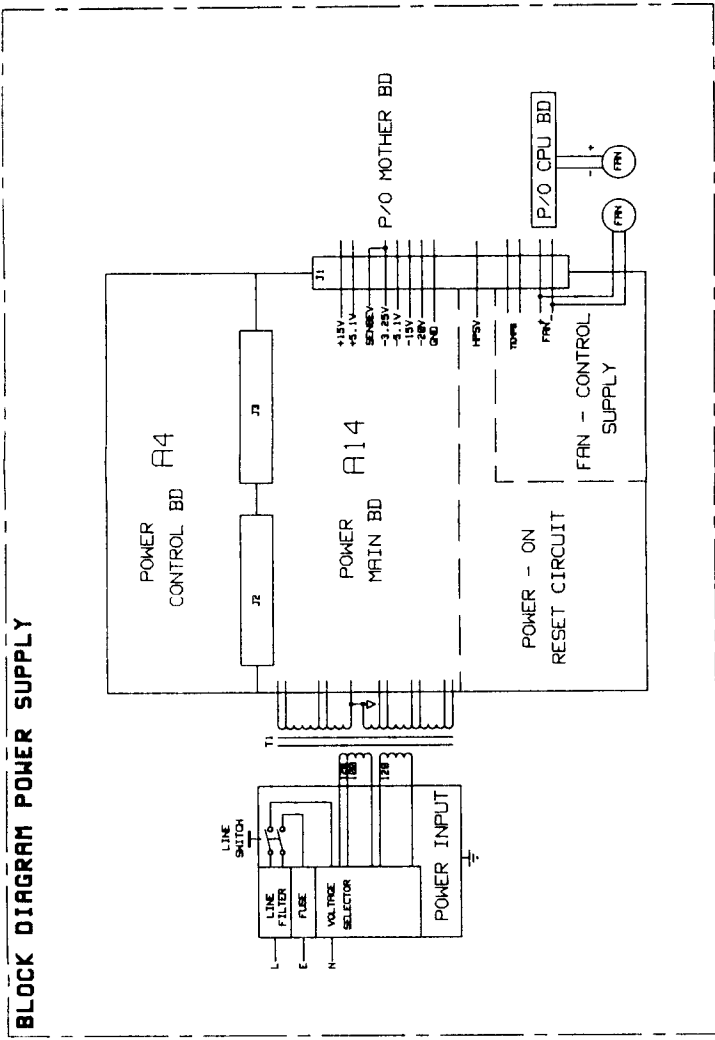 BLOCK DIAGRAM POWER SUPPLY
L
E
N
LINE
FILTER
FUSE
VOLTAGE
SELECTOR
LINE
SWITCH
POWER INPUT
120
T1
POWER
CONTROL BD
A4
J2
J3
POWER
MAIN BD
A14
POWER - ON
RESET CIRCUIT
FAN - CONTROL
SUPPLY
J1
+15V
+5.1V
-3.25V
-5.1V
-15V
-20V
GND
HPSV
FAN
+
P/O MOTHER BD
P/O CPU BD
- +
FAN
FAN